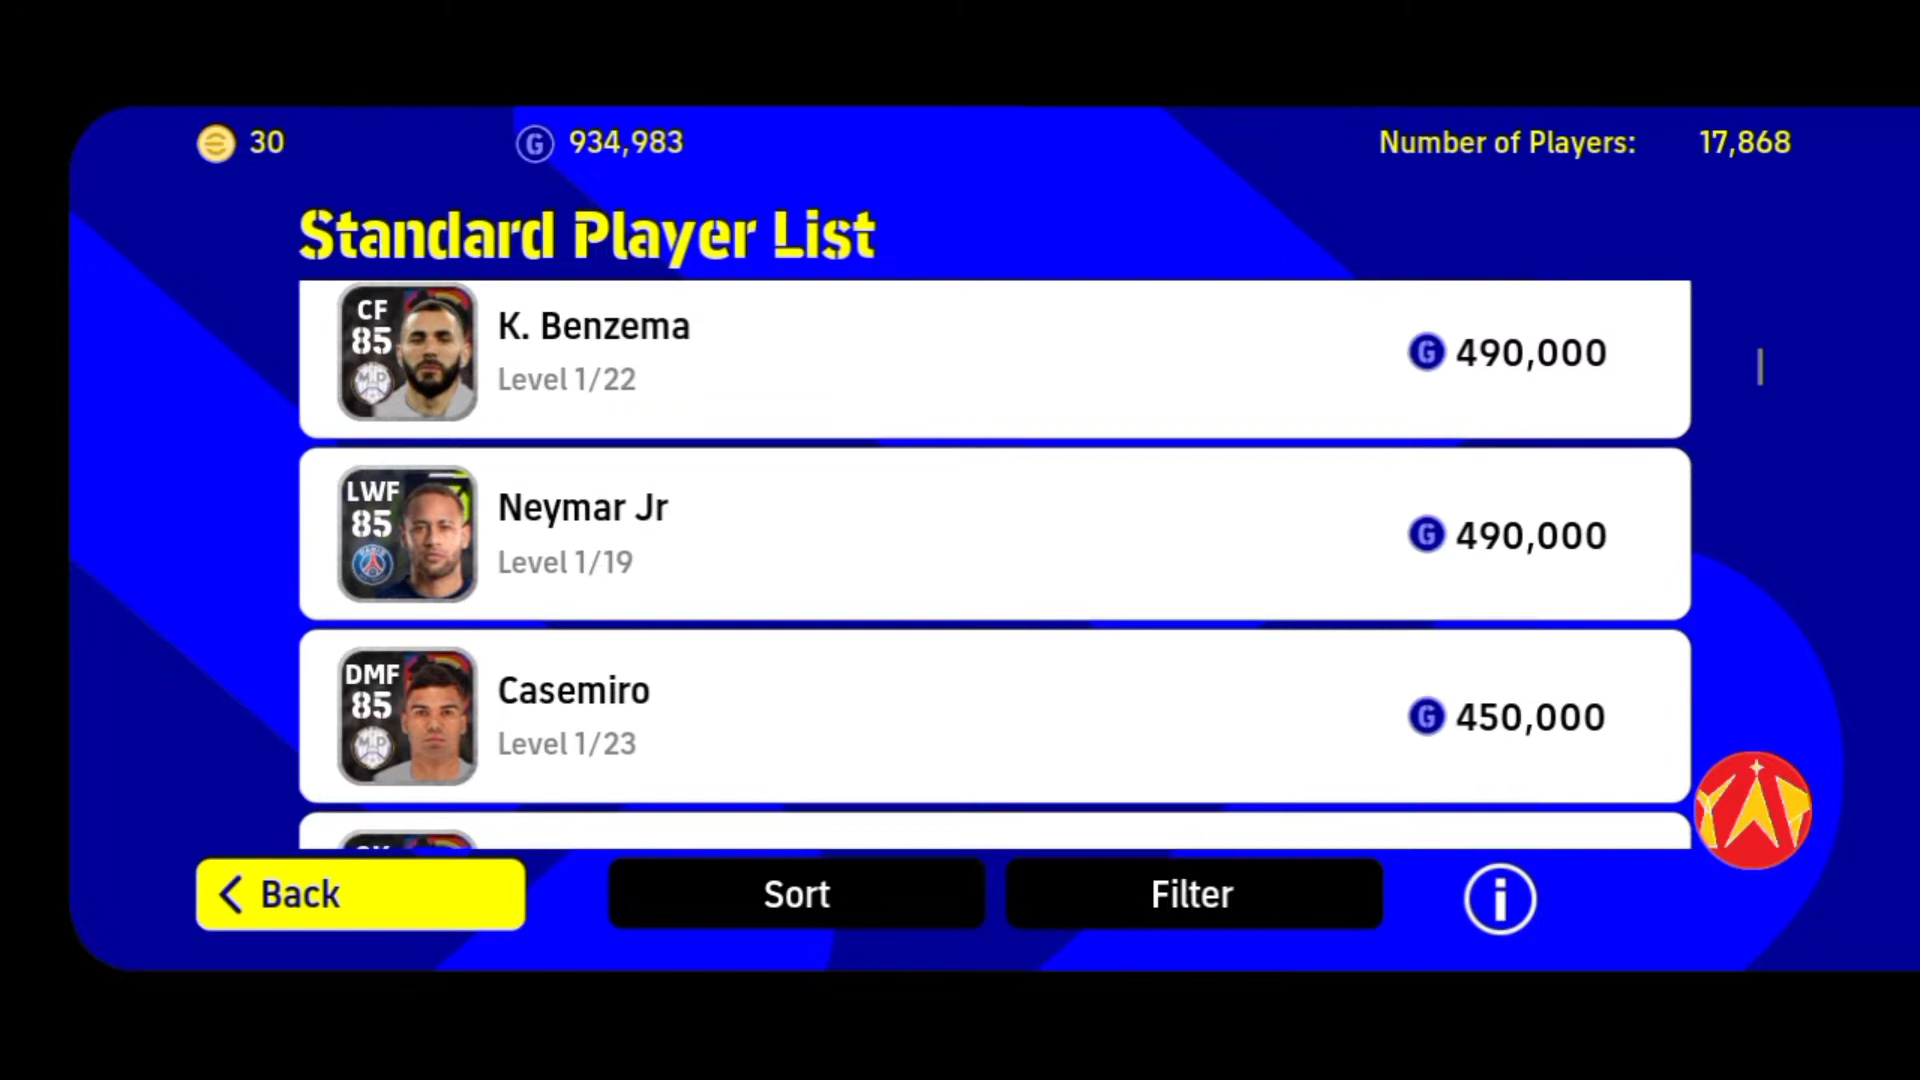 30
G 934,983
Number of Players: 17,868
Standard Player List
CF
85
K. Benzema
Level 1/22
G 490,000
LWF
85
PARIS
Neymar Jr
Level 1/19
G 490,000
DMF
85
Casemiro
Level 1/23
G 450,000
Back
Sort
Filter
i